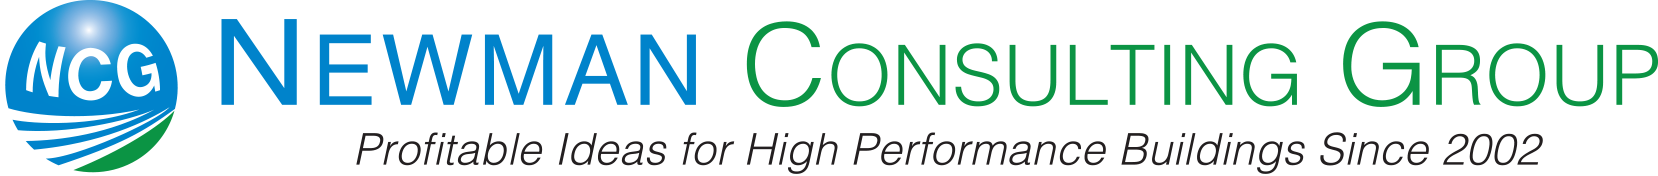 NCG
NEWMAN CONSULTING GROUP
Profitable Ideas for High Performance Buildings Since 2002